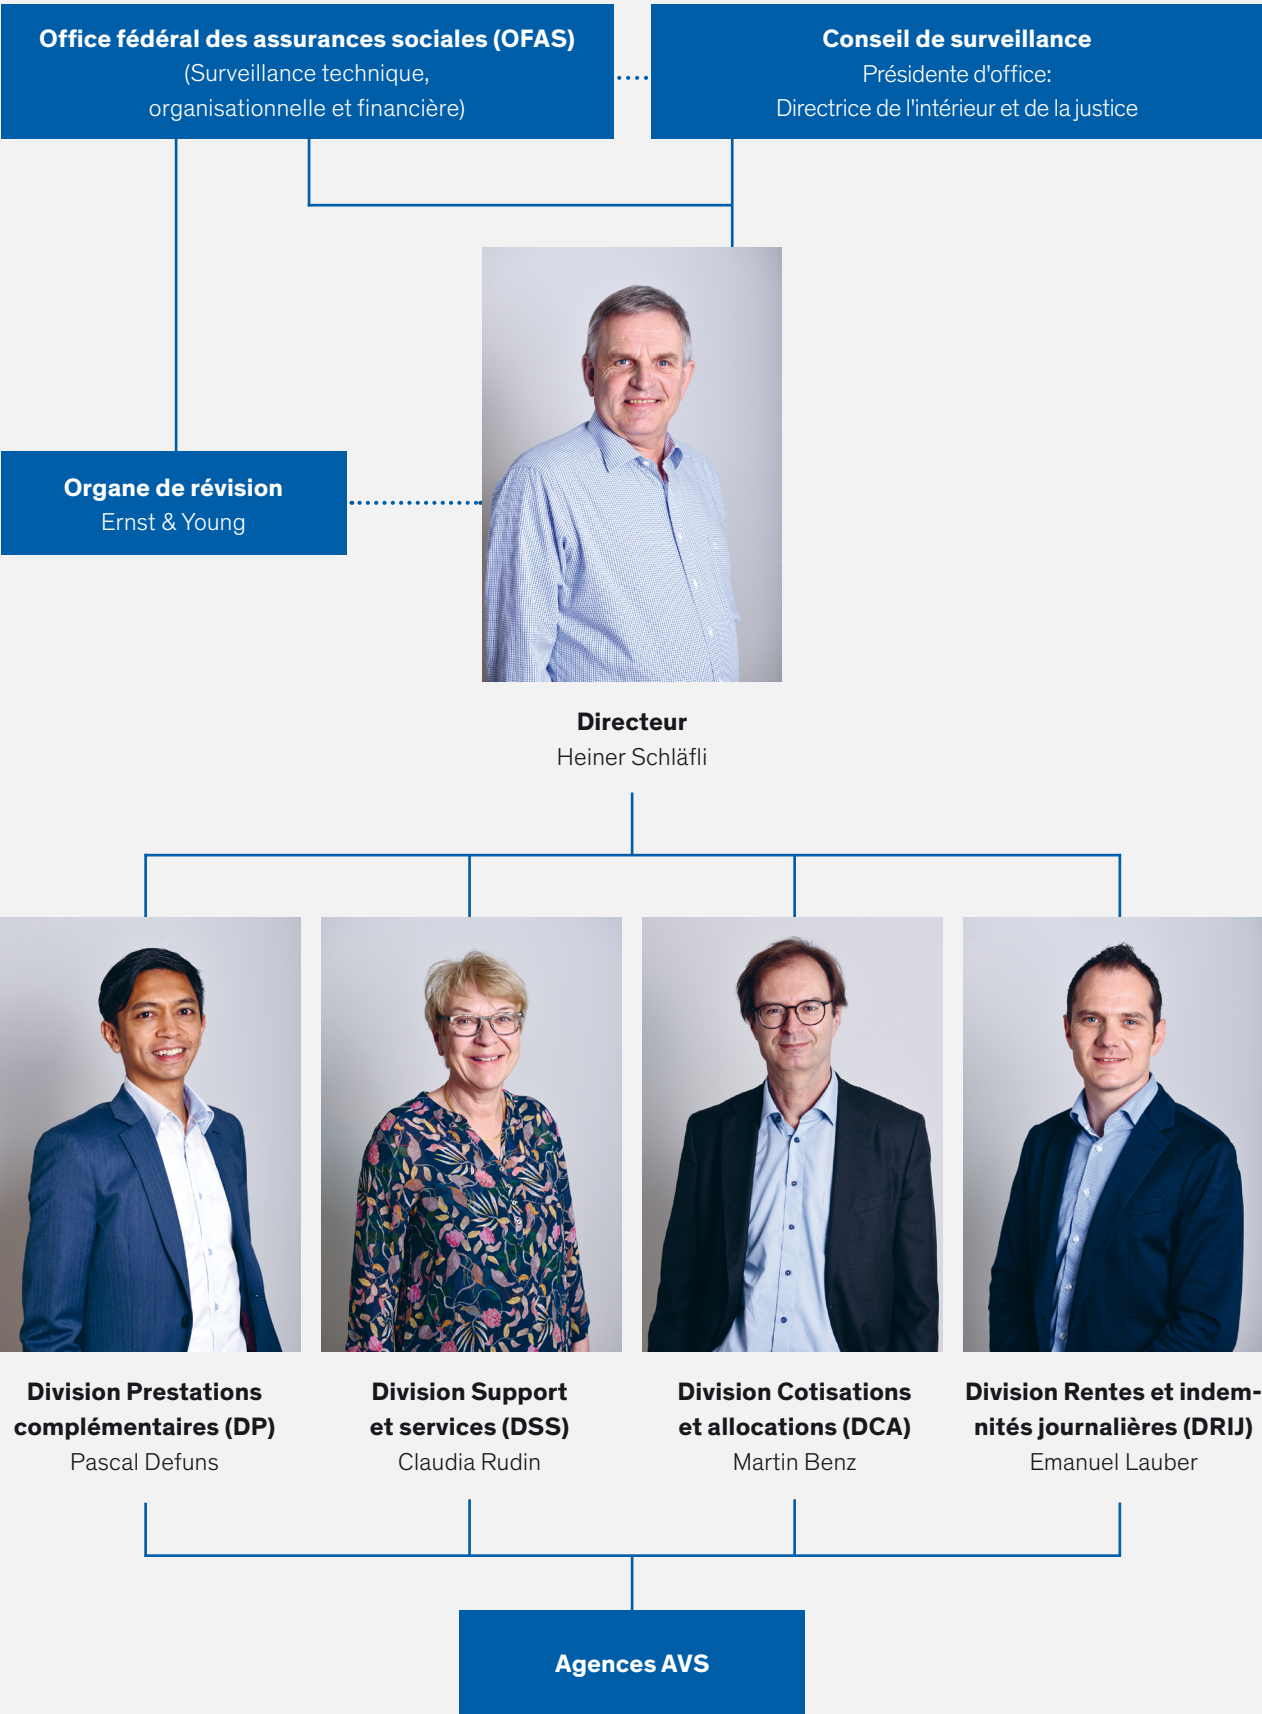 Office fédéral des assurances sociales (OFAS)
(Surveillance technique,
organisationnelle et financière)
Conseil de surveillance
Présidente d'office:
Directrice de l'intérieur et de la justice
Organe de révision
Ernst & Young
Directeur
Heiner Schläfli
Division Prestations
complémentaires (DP)
Pascal Defuns
Division Support
et services (DSS)
Claudia Rudin
Division Cotisations
et allocations (DCA)
Martin Benz
Division Rentes et indem-
nités journalières (DRIJ)
Emanuel Lauber
Agences AVS